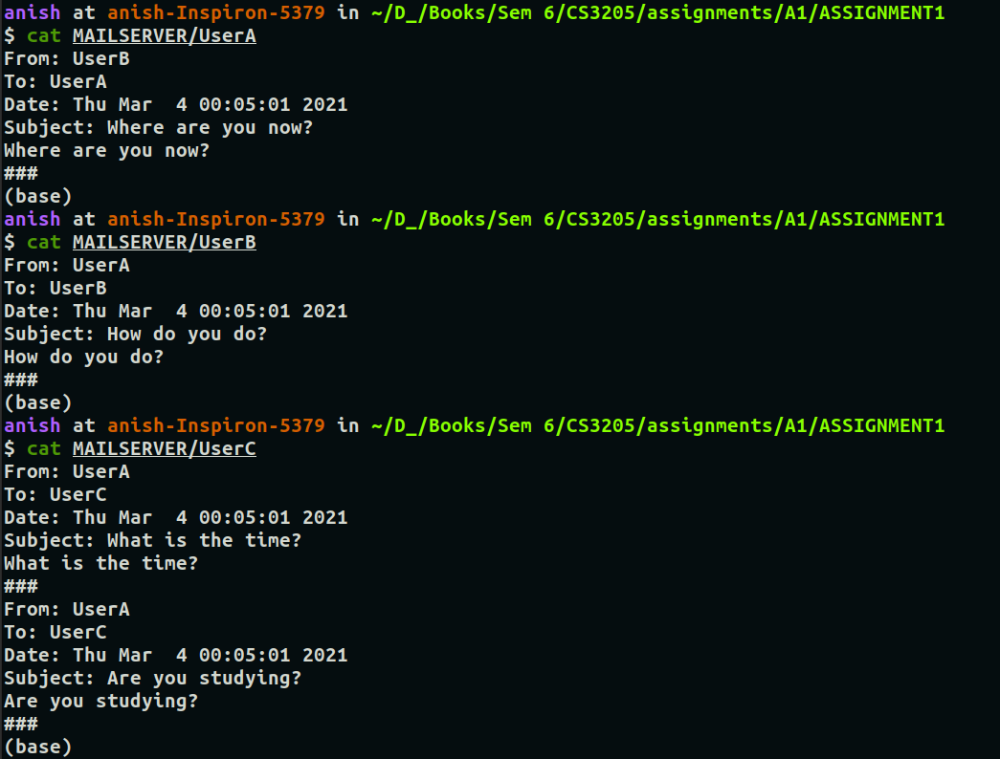 anish at anish-Inspiron-5379 in ~/D_/Books/Sem 6/CS3205/assignments/A1/ASSIGNMENT1
$ cat MAILSERVER/UserA
From: UserB
To: UserA
Date: Thu Mar  4 00:05:01 2021
Subject: Where are you now?
Where are you now?
###
(base)
anish at anish-Inspiron-5379 in ~/D_/Books/Sem 6/CS3205/assignments/A1/ASSIGNMENT1
$ cat MAILSERVER/UserB
From: UserA
To: UserB
Date: Thu Mar  4 00:05:01 2021
Subject: How do you do?
How do you do?
###
(base)
anish at anish-Inspiron-5379 in ~/D_/Books/Sem 6/CS3205/assignments/A1/ASSIGNMENT1
$ cat MAILSERVER/UserC
From: UserA
To: UserC
Date: Thu Mar  4 00:05:01 2021
Subject: What is the time?
What is the time?
###
From: UserA
To: UserC
Date: Thu Mar  4 00:05:01 2021
Subject: Are you studying?
Are you studying?
###
(base)